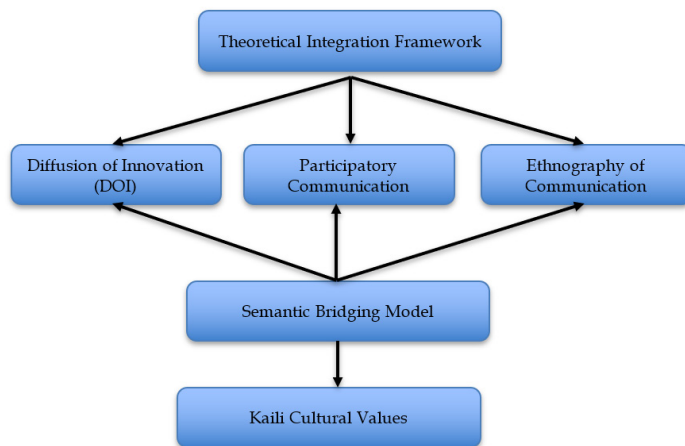 Theoretical Integration Framework
Diffusion of Innovation
(DOI)
Participatory
Communication
Ethnography of
Communication
Semantic Bridging Model
Kaili Cultural Values